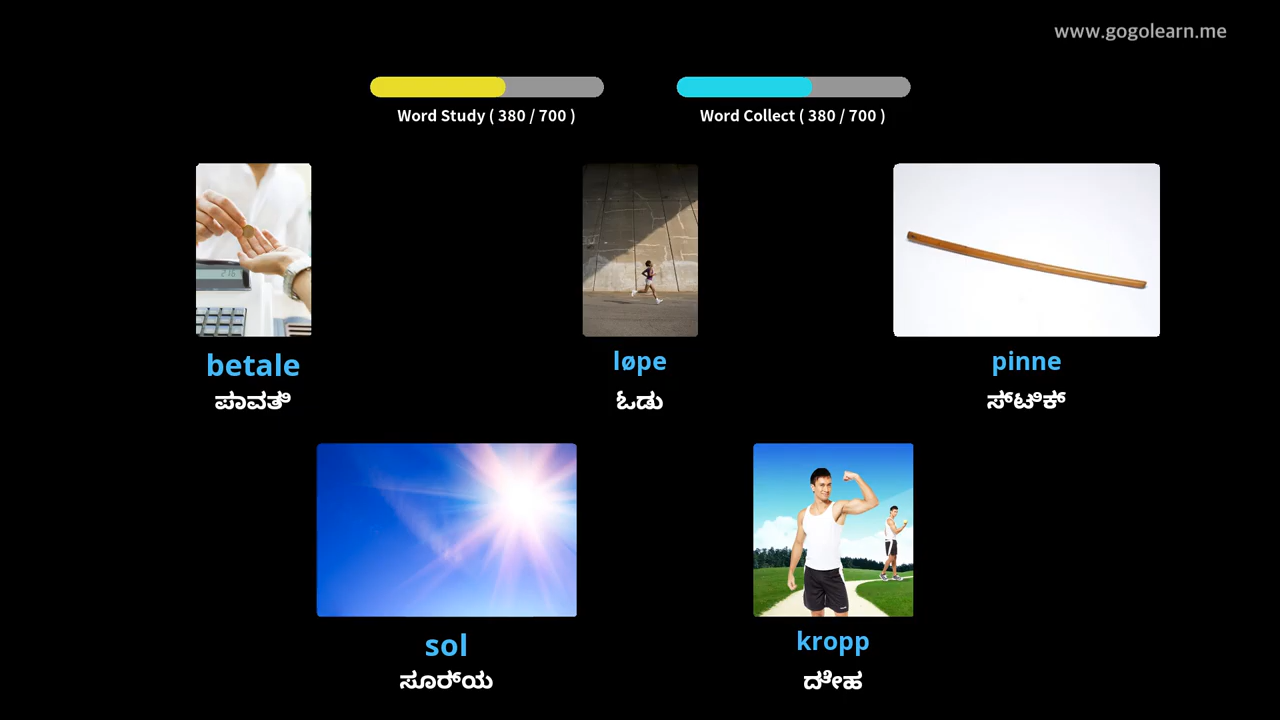 www.gogolearn.me
Word Study ( 380 / 700 )
Word Collect ( 380 / 700 )
betale
ಪಾವತಿ
løpe
ಓಡು
pinne
ಸ್ಟಿಕ್
sol
ಸೂರ್ಯ
kropp
ದೇಹ